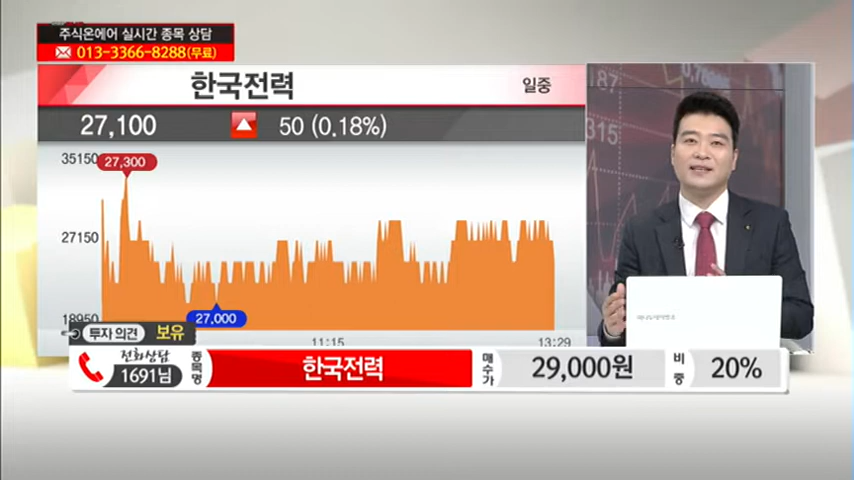 주식온에어 실시간 종목 상담
013-3366-8288(무료)
한국전력
일중
27,100
50 (0.18%)
35150
27,300
27150
18950
27,000
11:15
13:29
187
315
투자 의견
보유
전화상담
1691님
종목명
한국전력
매수가
29,000원
비중
20%